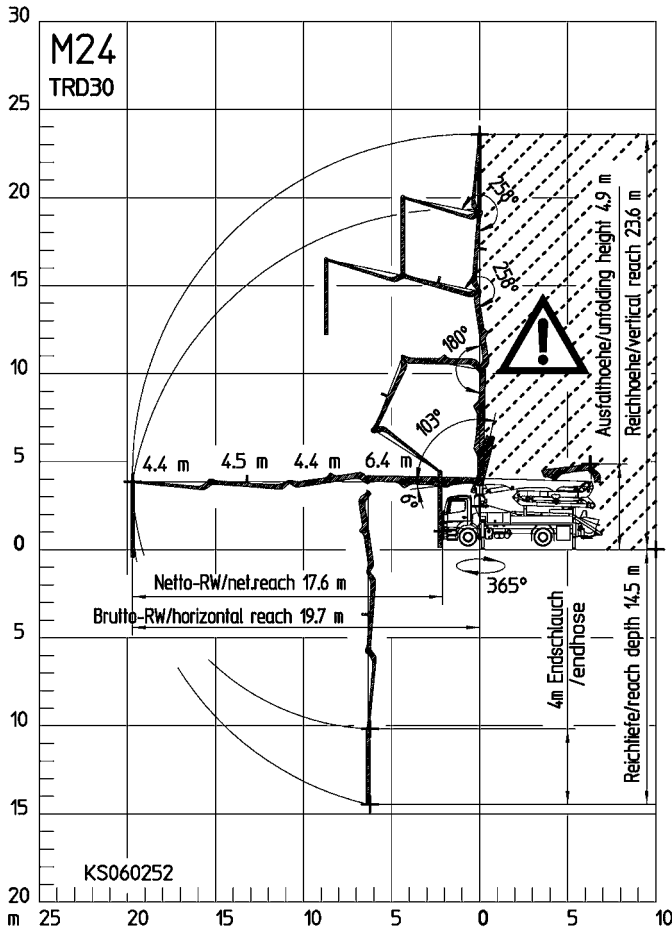 30
M24
TRD30
25
20
15
10
5
0
5
10
15
20
m
25
20
15
10
5
0
5
10
258°
258°
180°
103°
6°
365°
4.4 m
4.5 m
4.4 m
6.4 m
Netto-RW/net.reach 17.6 m
Brutto-RW/horizontal reach 19.7 m
Ausfalthoehe/unfolding height 4.9 m
Reichhoehe/vertical reach 23.6 m
4m Endschlauch
/endhose
Reichtiefe/reach depth 14.5 m
KS060252